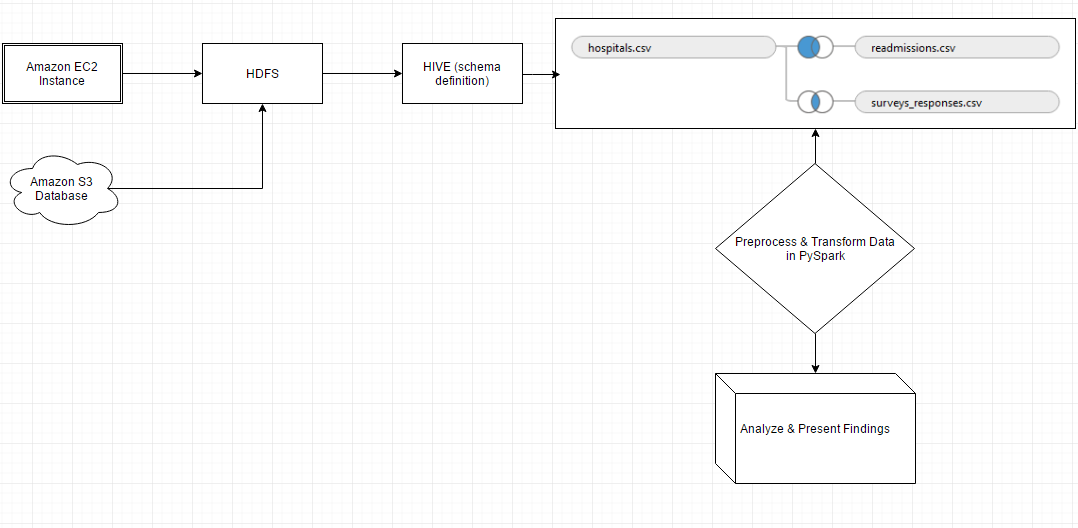 Amazon EC2
Instance
HDFS
HIVE (schema
definition)
hospitals.csv
readmissions.csv
surveys_responses.csv
Amazon S3
Database
Preprocess & Transform Data
in PySpark
Analyze & Present Findings